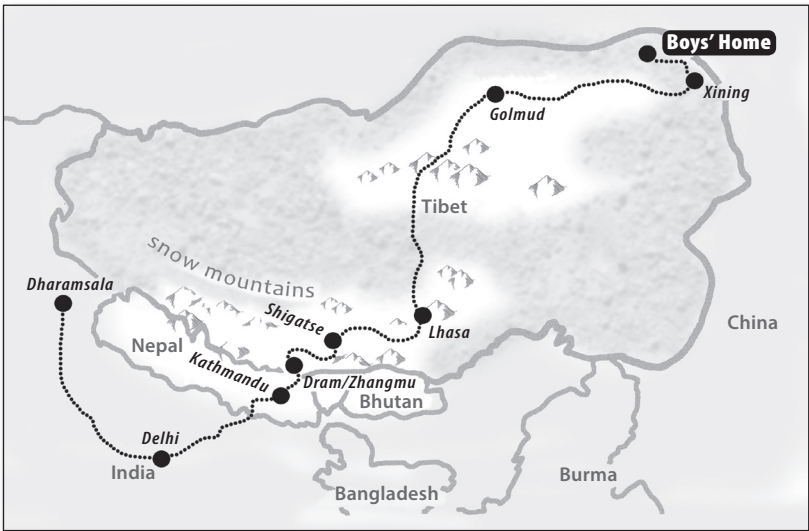 Boys’ Home
Xining
Golmud
Tibet
snow mountains
Dharamsala
Shigatse
Lhasa
China
Nepal
Kathmandu
Dram/Zhangmu
Bhutan
Delhi
India
Burma
Bangladesh